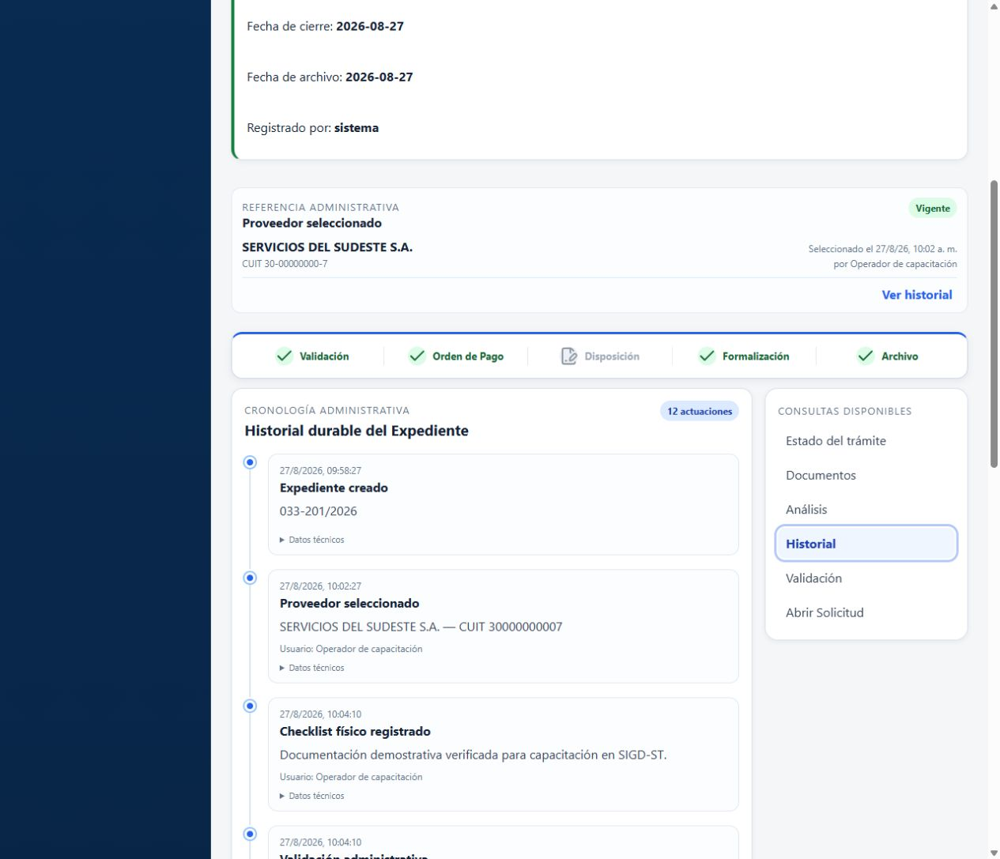 Fecha de cierre: 2026-08-27
Fecha de archivo: 2026-08-27
Registrado por: sistema
REFERENCIA ADMINISTRATIVA
Vigente
Proveedor seleccionado
SERVICIOS DEL SUDESTE S.A.
CUIT 30-00000000-7
Seleccionado el 27/8/26, 10:02 a. m.
por Operador de capacitación
Ver historial
Validación
Orden de Pago
Disposición
Formalización
Archivo
CRONOLOGÍA ADMINISTRATIVA
12 actuaciones
Historial durable del Expediente
27/8/2026, 09:58:27
Expediente creado
033-201/2026
Datos técnicos
27/8/2026, 10:02:27
Proveedor seleccionado
SERVICIOS DEL SUDESTE S.A. — CUIT 30000000007
Usuario: Operador de capacitación
Datos técnicos
27/8/2026, 10:04:10
Checklist físico registrado
Documentación demostrativa verificada para capacitación en SIGD-ST.
Usuario: Operador de capacitación
Datos técnicos
27/8/2026, 10:04:10
Validación administrativa
CONSULTAS DISPONIBLES
Estado del trámite
Documentos
Análisis
Historial
Validación
Abrir Solicitud